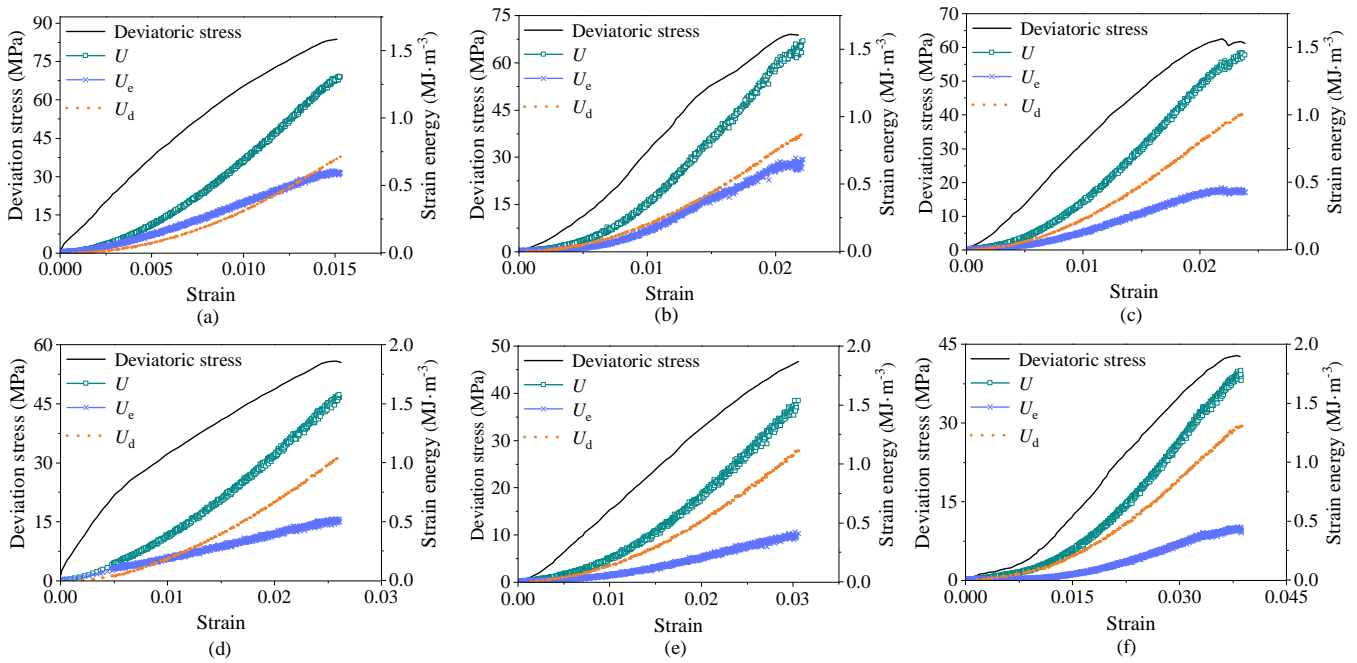 Deviation stress (MPa)
90
75
60
45
30
15
0
Deviatoric stress
U
Ue
Ud
1.5
1.0
0.5
0.0
Strain energy (MJ·m⁻³)
0.000 0.005 0.010 0.015
Strain
(a)
Deviation stress (MPa)
75
60
45
30
15
0
Deviatoric stress
U
Ue
Ud
1.5
1.0
0.5
0.0
Strain energy (MJ·m⁻³)
0.00 0.01 0.02
Strain
(b)
Deviation stress (MPa)
70
60
50
40
30
20
10
0
Deviatoric stress
U
Ue
Ud
1.5
1.0
0.5
0.0
Strain energy (MJ·m⁻³)
0.00 0.01 0.02
Strain
(c)
Deviation stress (MPa)
60
45
30
15
0
Deviatoric stress
U
Ue
Ud
2.0
1.5
1.0
0.5
0.0
Strain energy (MJ·m⁻³)
0.00 0.01 0.02 0.03
Strain
(d)
Deviation stress (MPa)
50
40
30
20
10
0
Deviatoric stress
U
Ue
Ud
2.0
1.5
1.0
0.5
0.0
Strain energy (MJ·m⁻³)
0.00 0.01 0.02 0.03
Strain
(e)
Deviation stress (MPa)
45
30
15
0
Deviatoric stress
U
Ue
Ud
2.0
1.5
1.0
0.5
0.0
Strain energy (MJ·m⁻³)
0.000 0.015 0.030 0.045
Strain
(f)